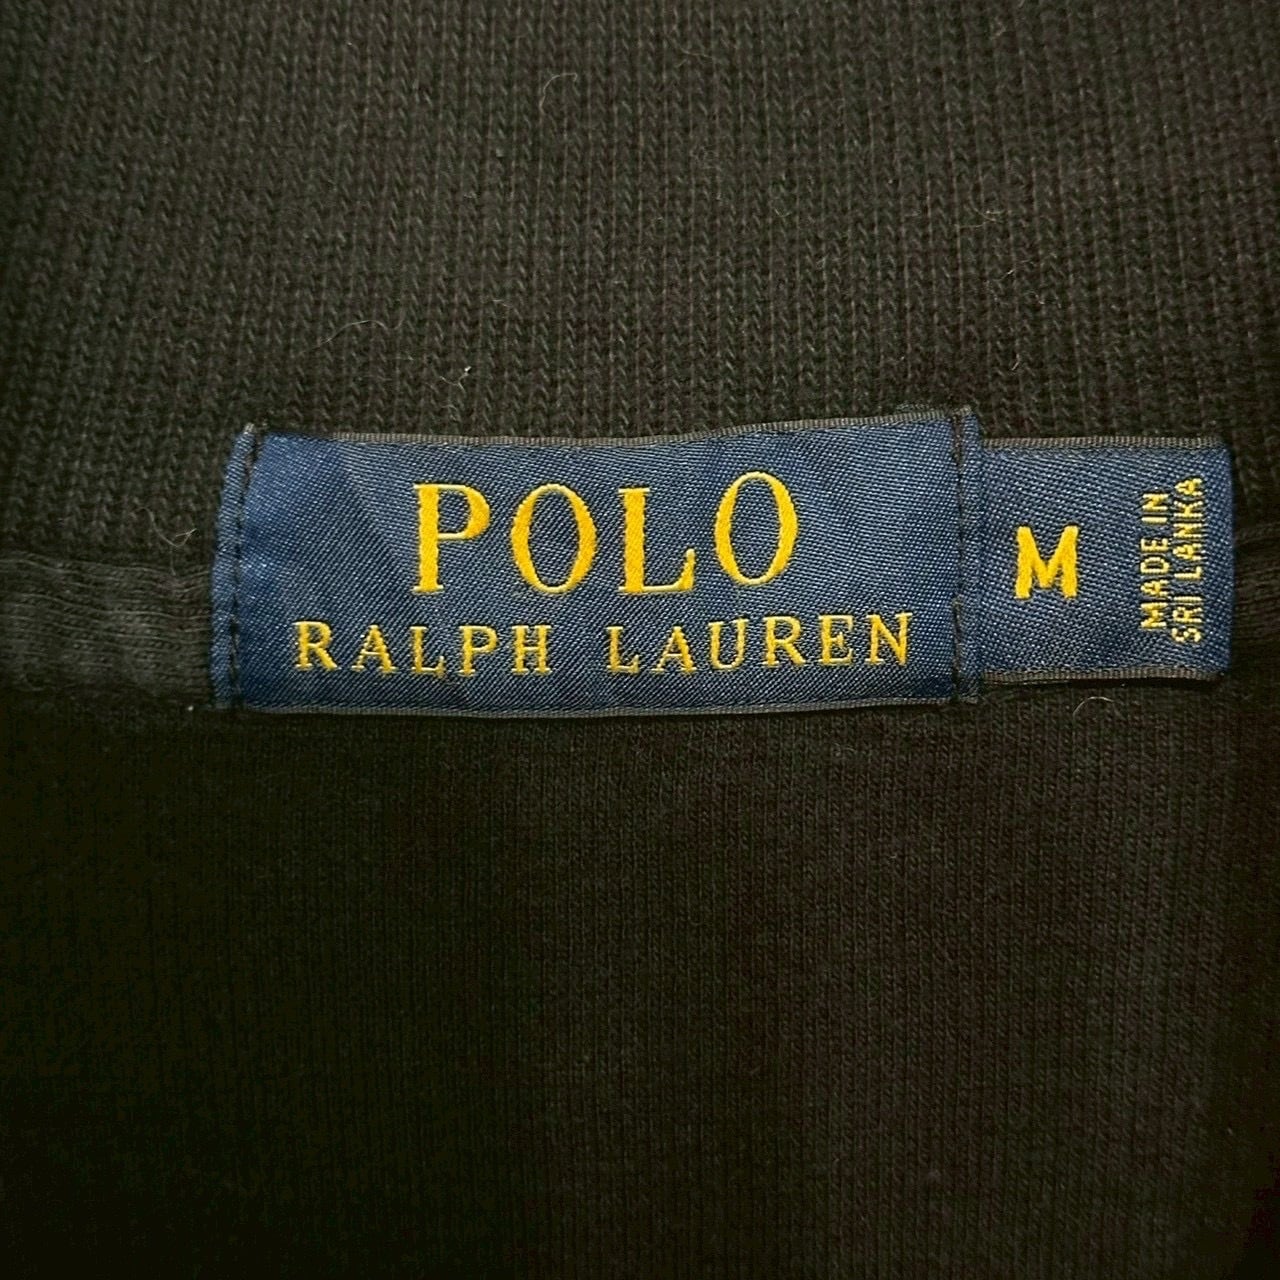 POLO
RALPH LAUREN
M
MADE IN
SRI LANKA